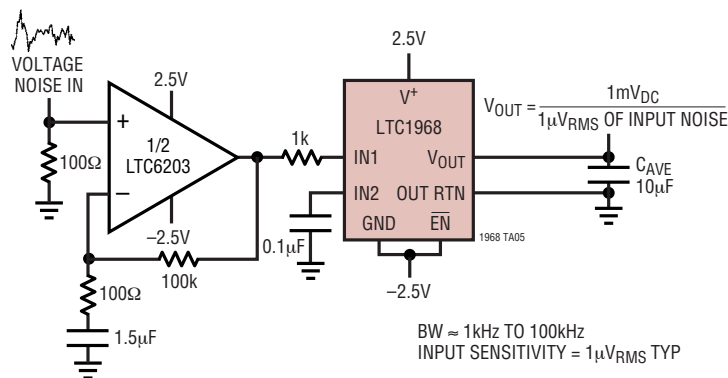 VOLTAGE
NOISE IN
100Ω
+
−
1/2
LTC6203
2.5V
−2.5V
100k
100Ω
1.5µF
1k
0.1µF
2.5V
V+
LTC1968
IN1
VOUT
IN2
OUT RTN
GND
EN
−2.5V
1968 TA05
VOUT = 1mVDC
1µVRMS OF INPUT NOISE
CAVE
10µF
BW ≈ 1kHz TO 100kHz
INPUT SENSITIVITY = 1µVRMS TYP